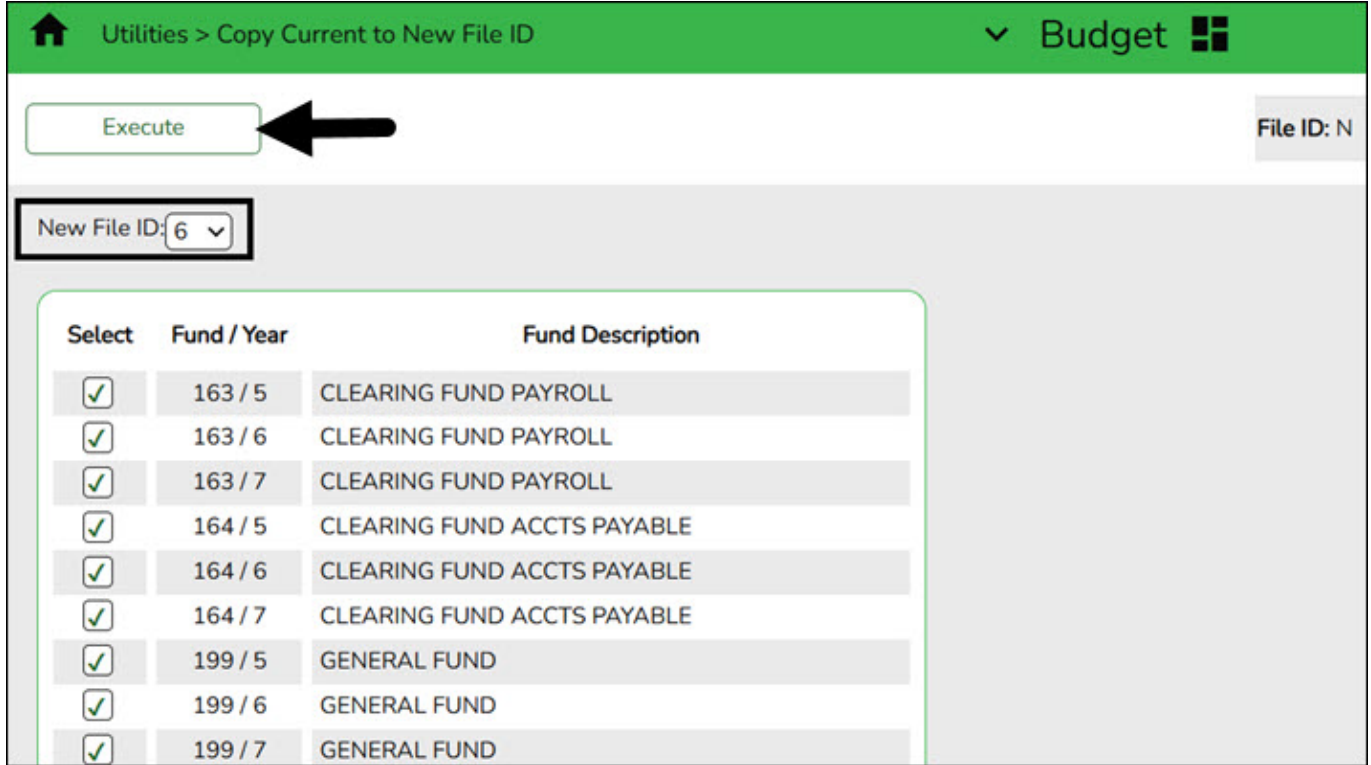 Utilities > Copy Current to New File ID
Budget
Execute
File ID: N
New File ID: 6
Select Fund / Year Fund Description
163 / 5 CLEARING FUND PAYROLL
163 / 6 CLEARING FUND PAYROLL
163 / 7 CLEARING FUND PAYROLL
164 / 5 CLEARING FUND ACCTS PAYABLE
164 / 6 CLEARING FUND ACCTS PAYABLE
164 / 7 CLEARING FUND ACCTS PAYABLE
199 / 5 GENERAL FUND
199 / 6 GENERAL FUND
199 / 7 GENERAL FUND